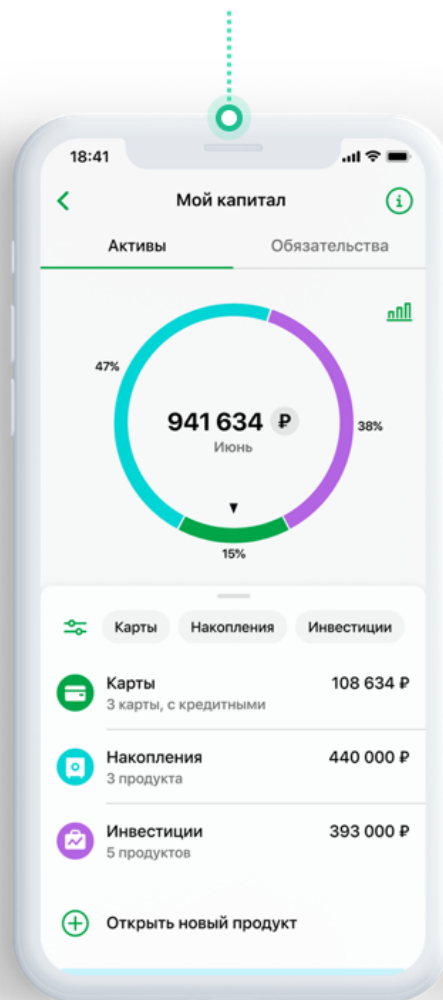 18:41
Мой капитал
Активы
Обязательства
47%
941 634 ₽
Июнь
38%
15%
Карты
Накопления
Инвестиции
Карты
108 634 ₽
3 карты, с кредитными
Накопления
440 000 ₽
3 продукта
Инвестиции
393 000 ₽
5 продуктов
Открыть новый продукт